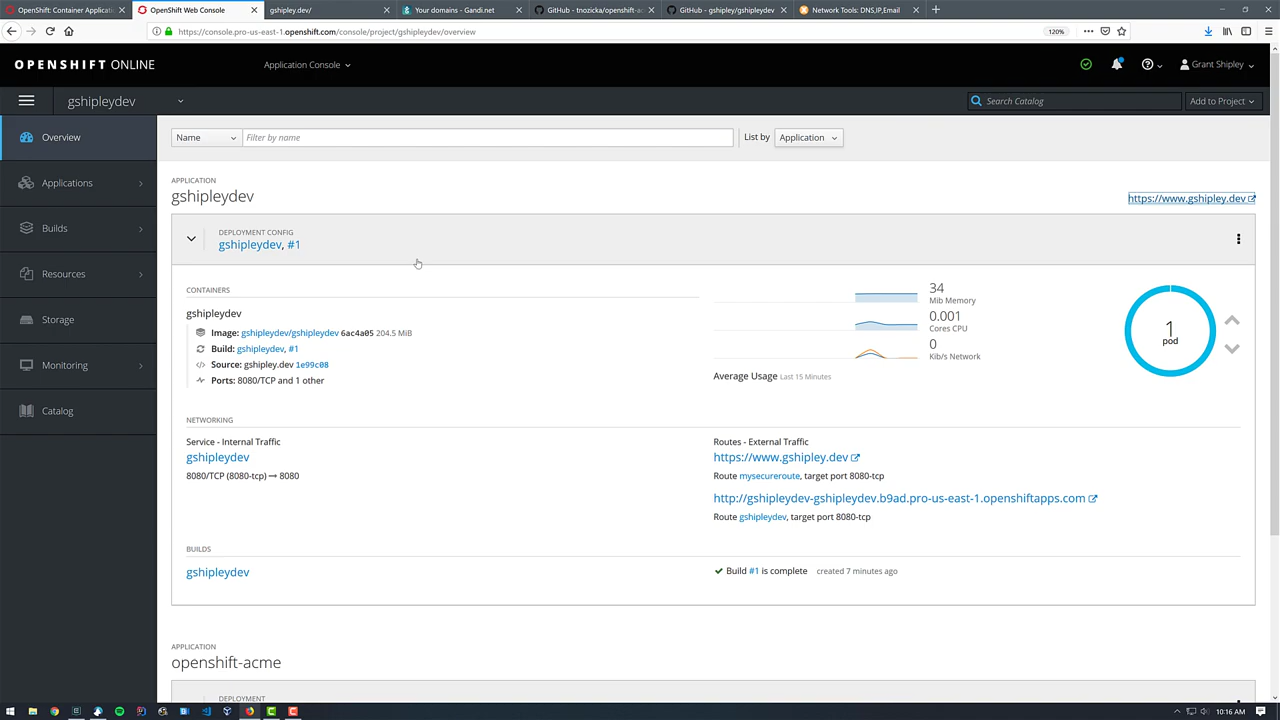 OpenShift: Container Applica
OpenShift Web Console
gshipley.dev/
Your domains - Gandi.net
GitHub - tnozicka/openshift-a
GitHub - gshipley/gshipleydev
Network Tools: DNS,IP,Email
https://console.pro-us-east-1.openshift.com/console/project/gshipleydev/overview
120%
OPENSHIFT ONLINE
Application Console
Grant Shipley
gshipleydev
Search Catalog
Add to Project
Overview
Applications
Builds
Resources
Storage
Monitoring
Catalog
Name
Filter by name
List by
Application
APPLICATION
gshipleydev
https://www.gshipley.dev
DEPLOYMENT CONFIG
gshipleydev, #1
CONTAINERS
gshipleydev
Image: gshipleydev/gshipleydev 6ac4a05 204.5 MiB
Build: gshipleydev, #1
Source: gshipley.dev 1e99c08
Ports: 8080/TCP and 1 other
34
Mib Memory
0.001
Cores CPU
0
Kib/s Network
Average Usage Last 15 Minutes
1
pod
NETWORKING
Service - Internal Traffic
gshipleydev
8080/TCP (8080-tcp) → 8080
Routes - External Traffic
https://www.gshipley.dev
Route mysecureroute, target port 8080-tcp
http://gshipleydev-gshipleydev.b9ad.pro-us-east-1.openshiftapps.com
Route gshipleydev, target port 8080-tcp
BUILDS
gshipleydev
Build #1 is complete created 7 minutes ago
APPLICATION
openshift-acme
DEPLOYMENT
10:16 AM